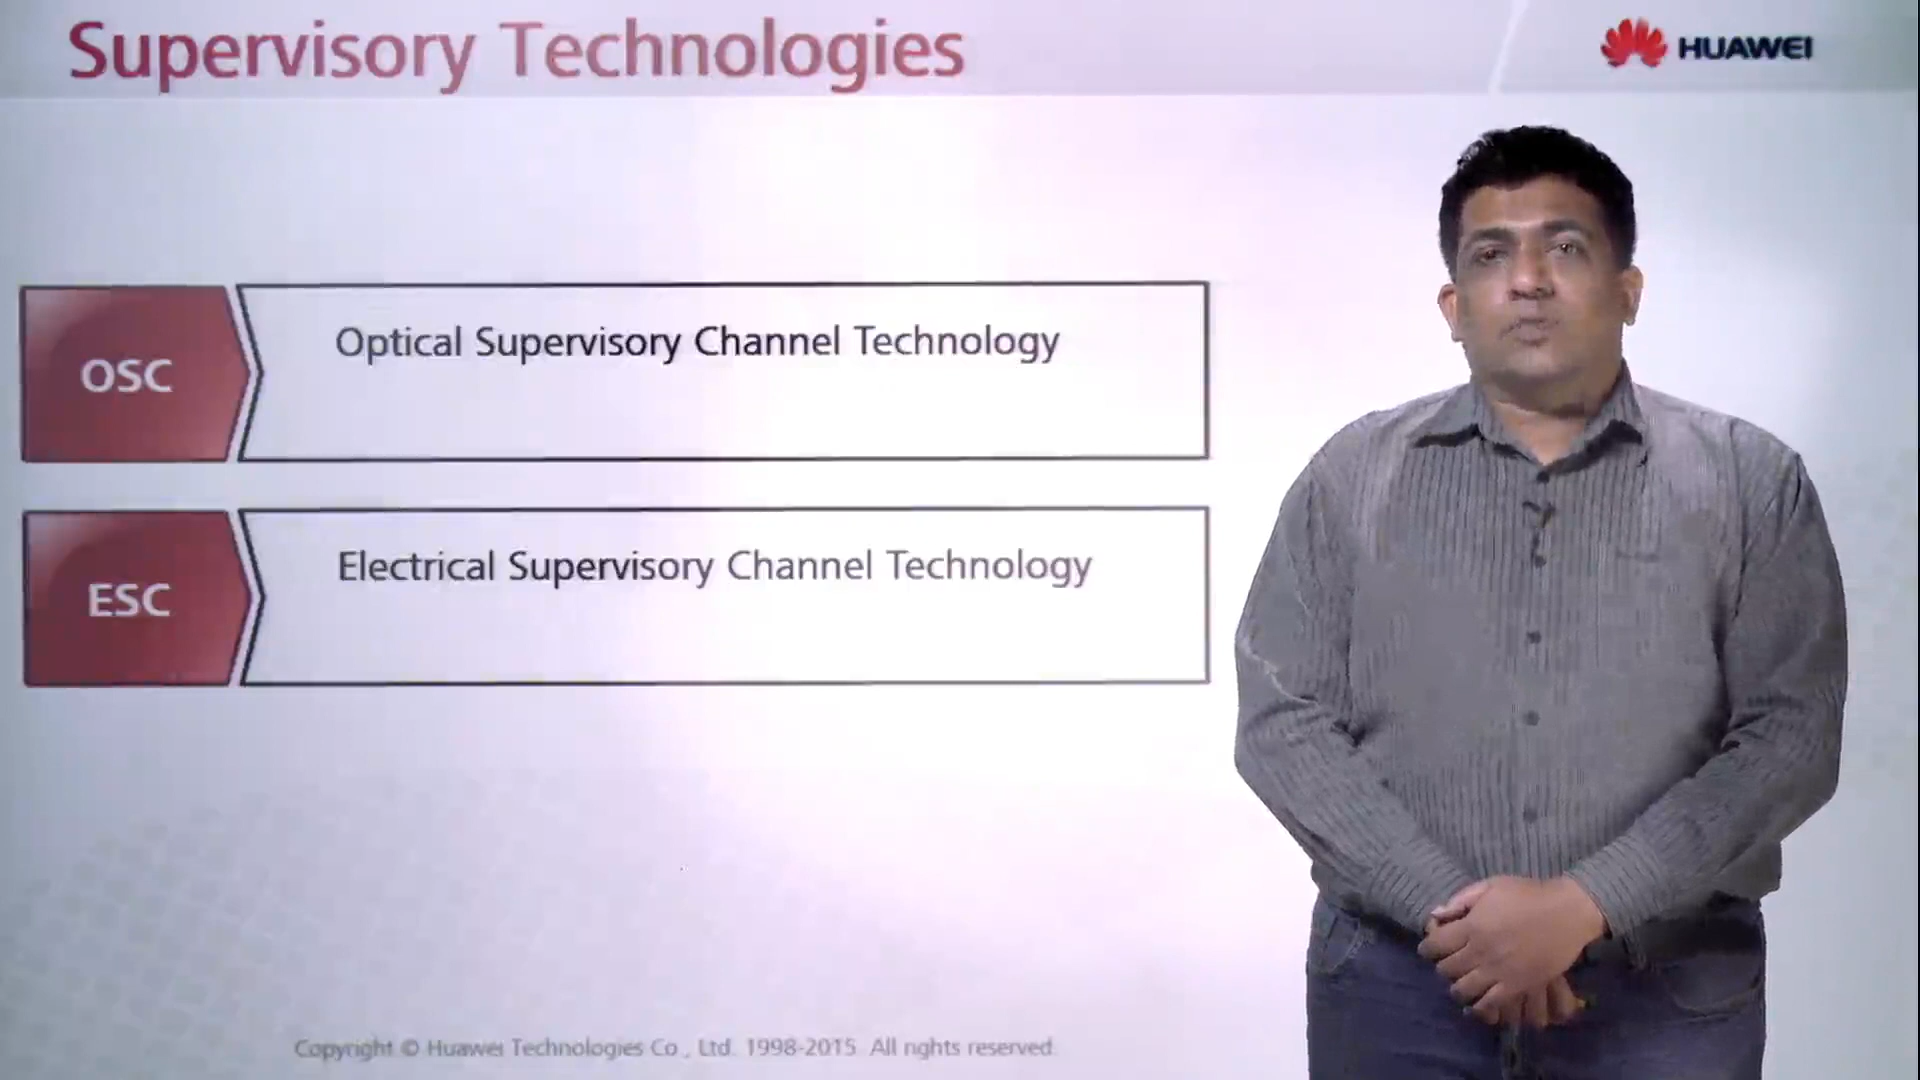 Supervisory Technologies
HUAWEI
OSC
Optical Supervisory Channel Technology
ESC
Electrical Supervisory Channel Technology
Copyright © Huawei Technologies Co., Ltd. 1998-2015. All rights reserved.